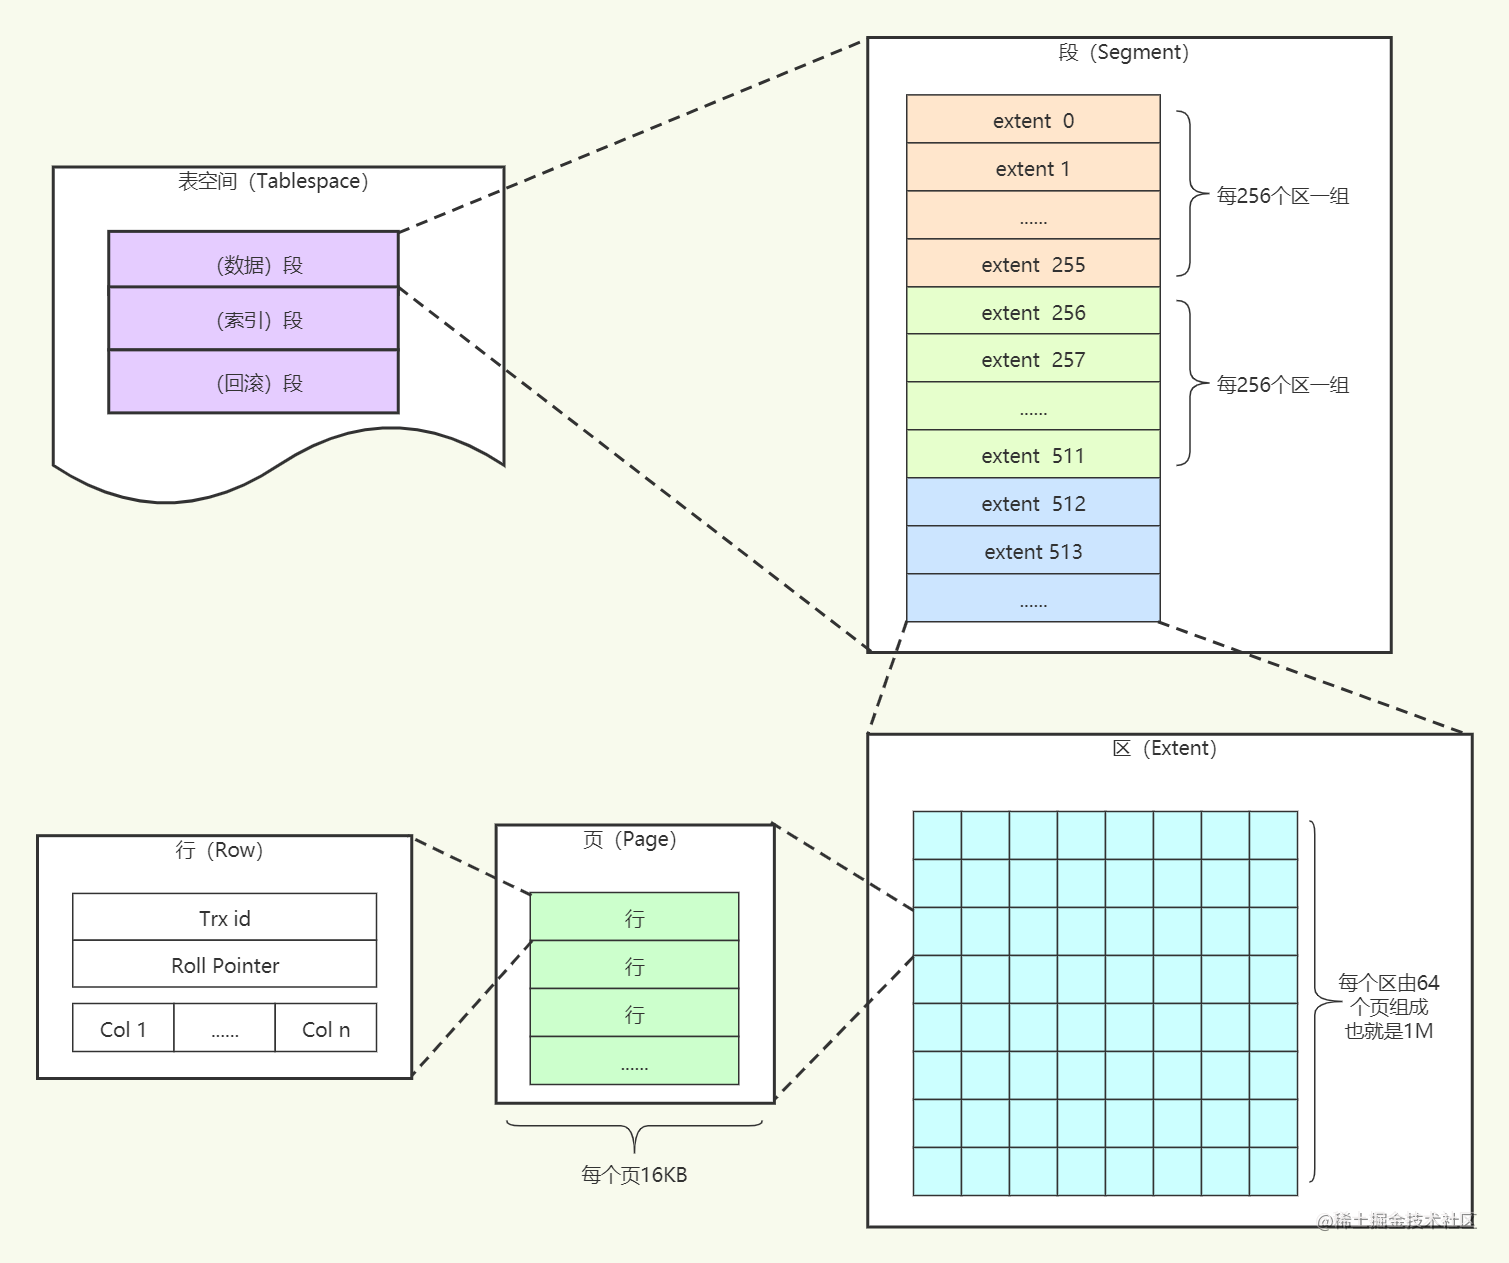 表空间（Tablespace）
（数据）段
（索引）段
（回滚）段
段（Segment）
extent 0
extent 1
......
extent 255
extent 256
extent 257
......
extent 511
extent 512
extent 513
......
每256个区一组
每256个区一组
行（Row）
Trx id
Roll Pointer
Col 1
......
Col n
页（Page）
行
行
行
......
每个页16KB
区（Extent）
每个区由64
个页组成
也就是1M
@稀土掘金技术社区